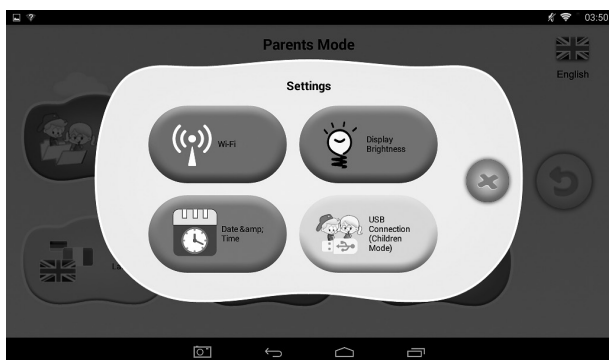 03:50
Parents Mode
English
Settings
Wi-Fi
Display
Brightness
Date &amp;
Time
USB
Connection
(Children
Mode)